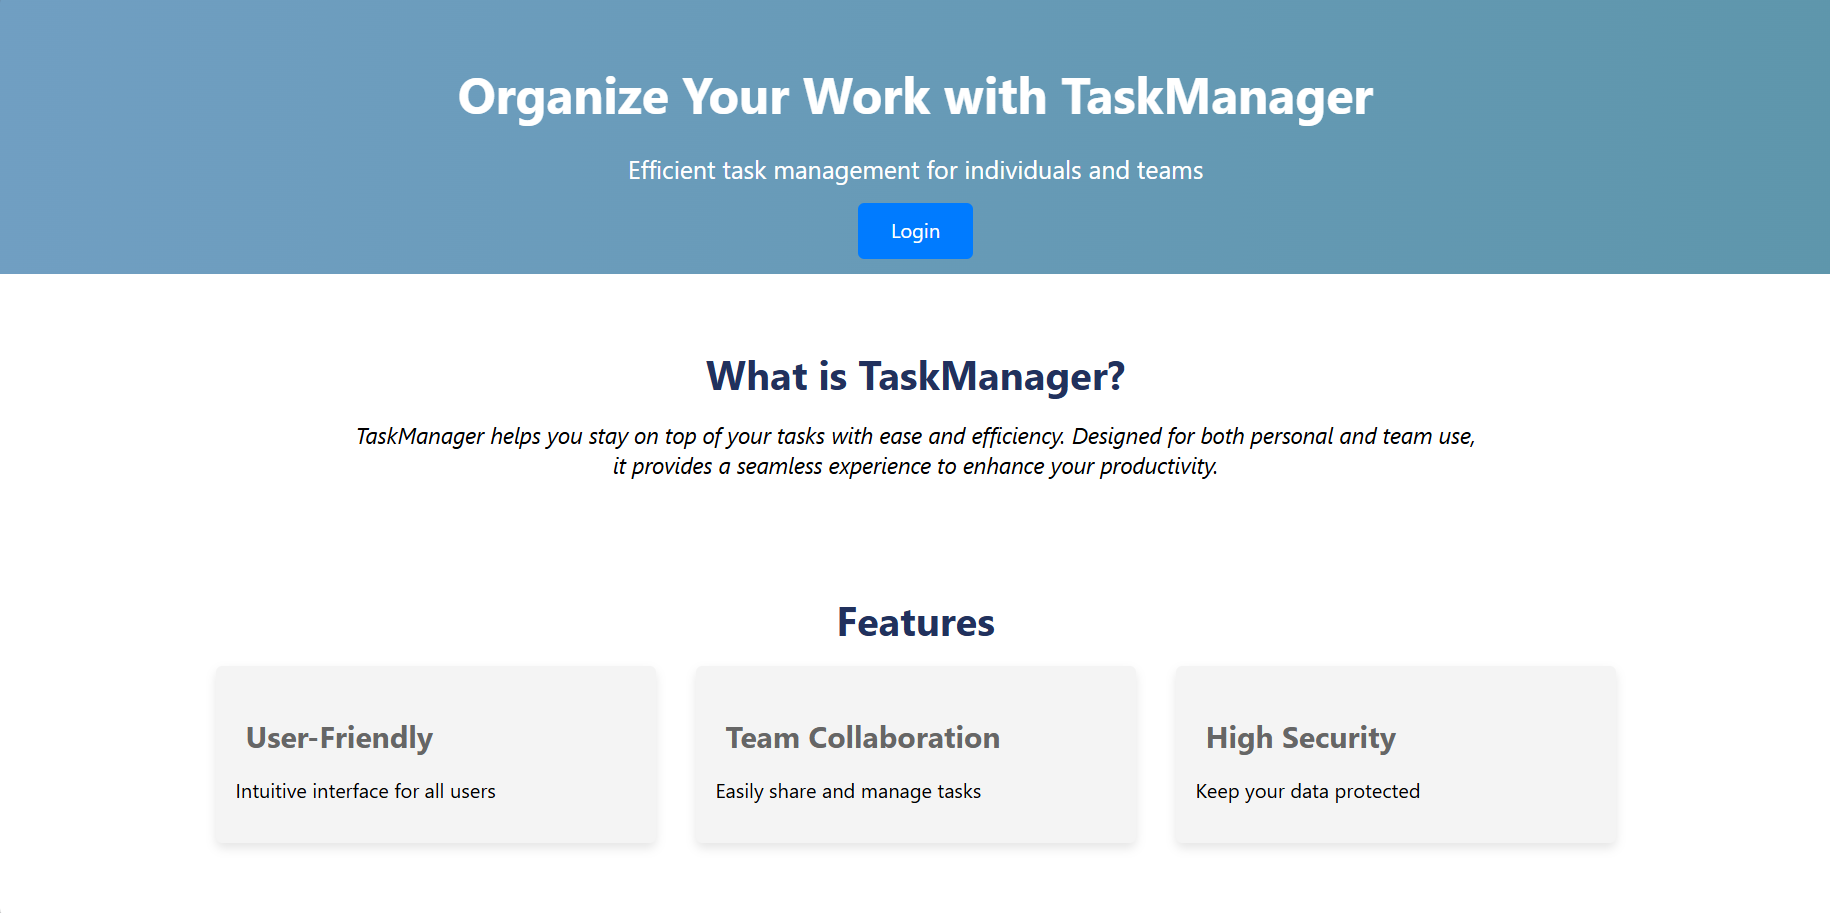 Organize Your Work with TaskManager
Efficient task management for individuals and teams
Login
What is TaskManager?
TaskManager helps you stay on top of your tasks with ease and efficiency. Designed for both personal and team use,
it provides a seamless experience to enhance your productivity.
Features
User-Friendly
Intuitive interface for all users
Team Collaboration
Easily share and manage tasks
High Security
Keep your data protected